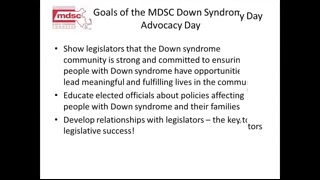 mdsc
Goals of the MDSC Down Syndrom
y Day
Advocacy Day
• Show legislators that the Down syndrome
community is strong and committed to ensurin
people with Down syndrome have opportunitie
lead meaningful and fulfilling lives in the commu
• Educate elected officials about policies affecting
people with Down syndrome and their families
• Develop relationships with legislators – the key to
legislative success!
tors